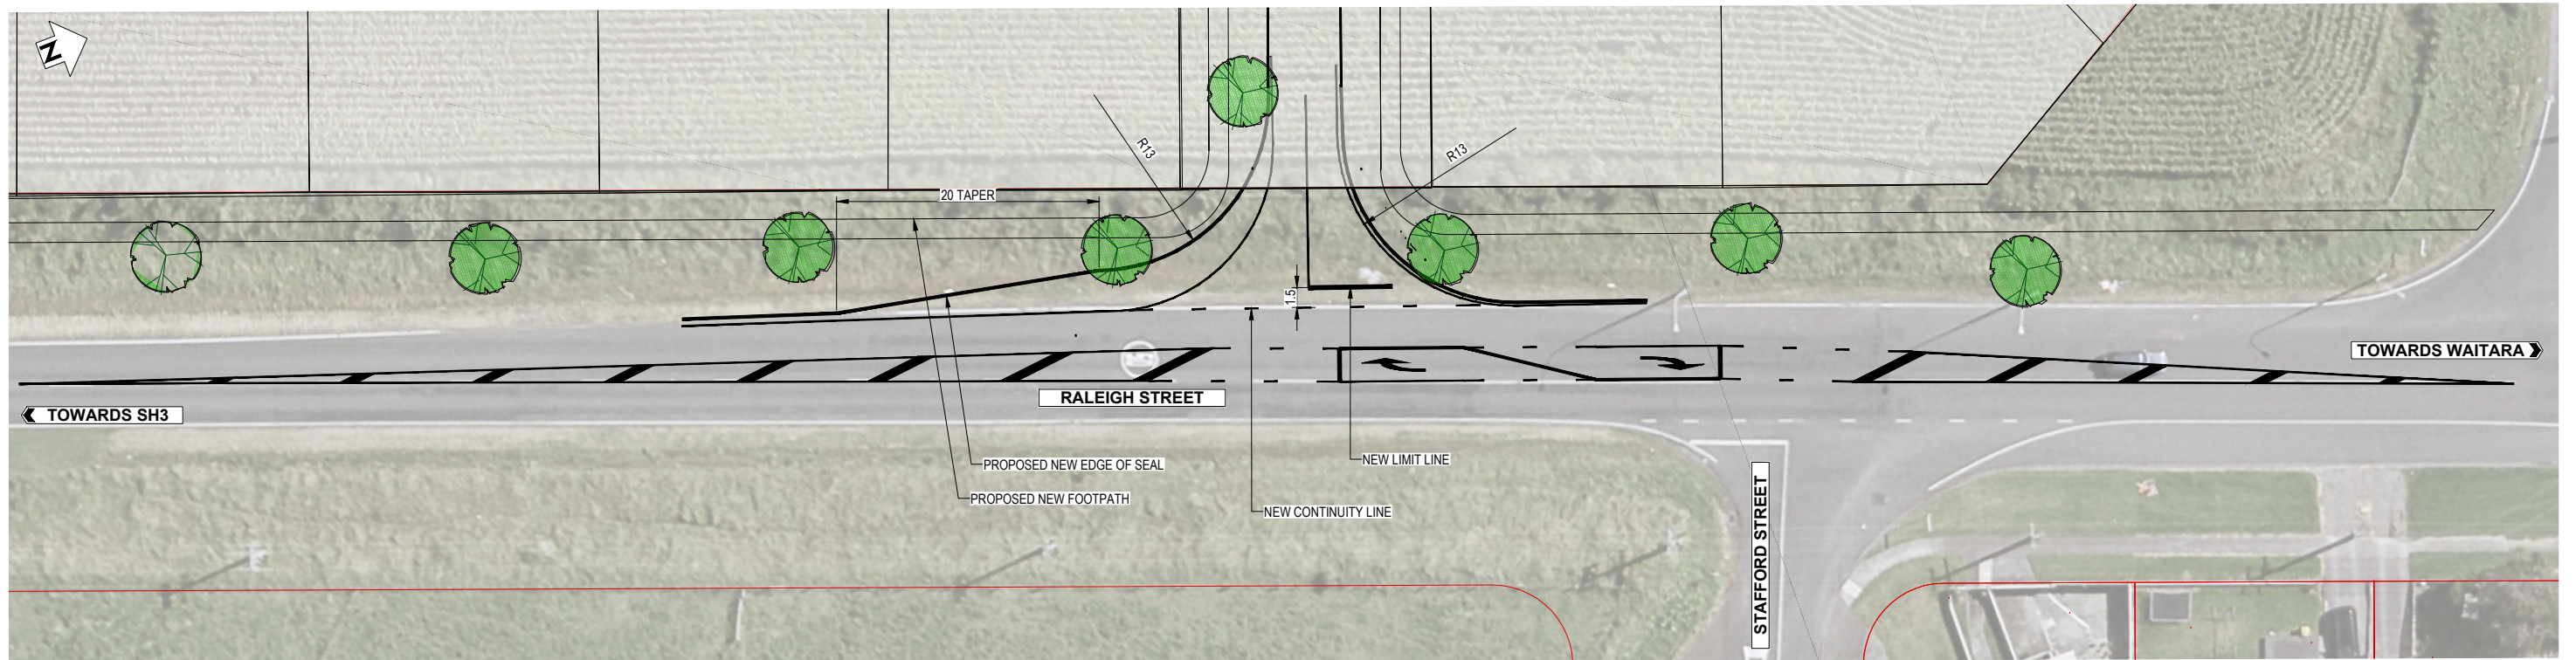 N
R13
R13
20 TAPER
1.5
TOWARDS WAITARA
RALEIGH STREET
TOWARDS SH3
PROPOSED NEW EDGE OF SEAL
NEW LIMIT LINE
PROPOSED NEW FOOTPATH
NEW CONTINUITY LINE
STAFFORD STREET